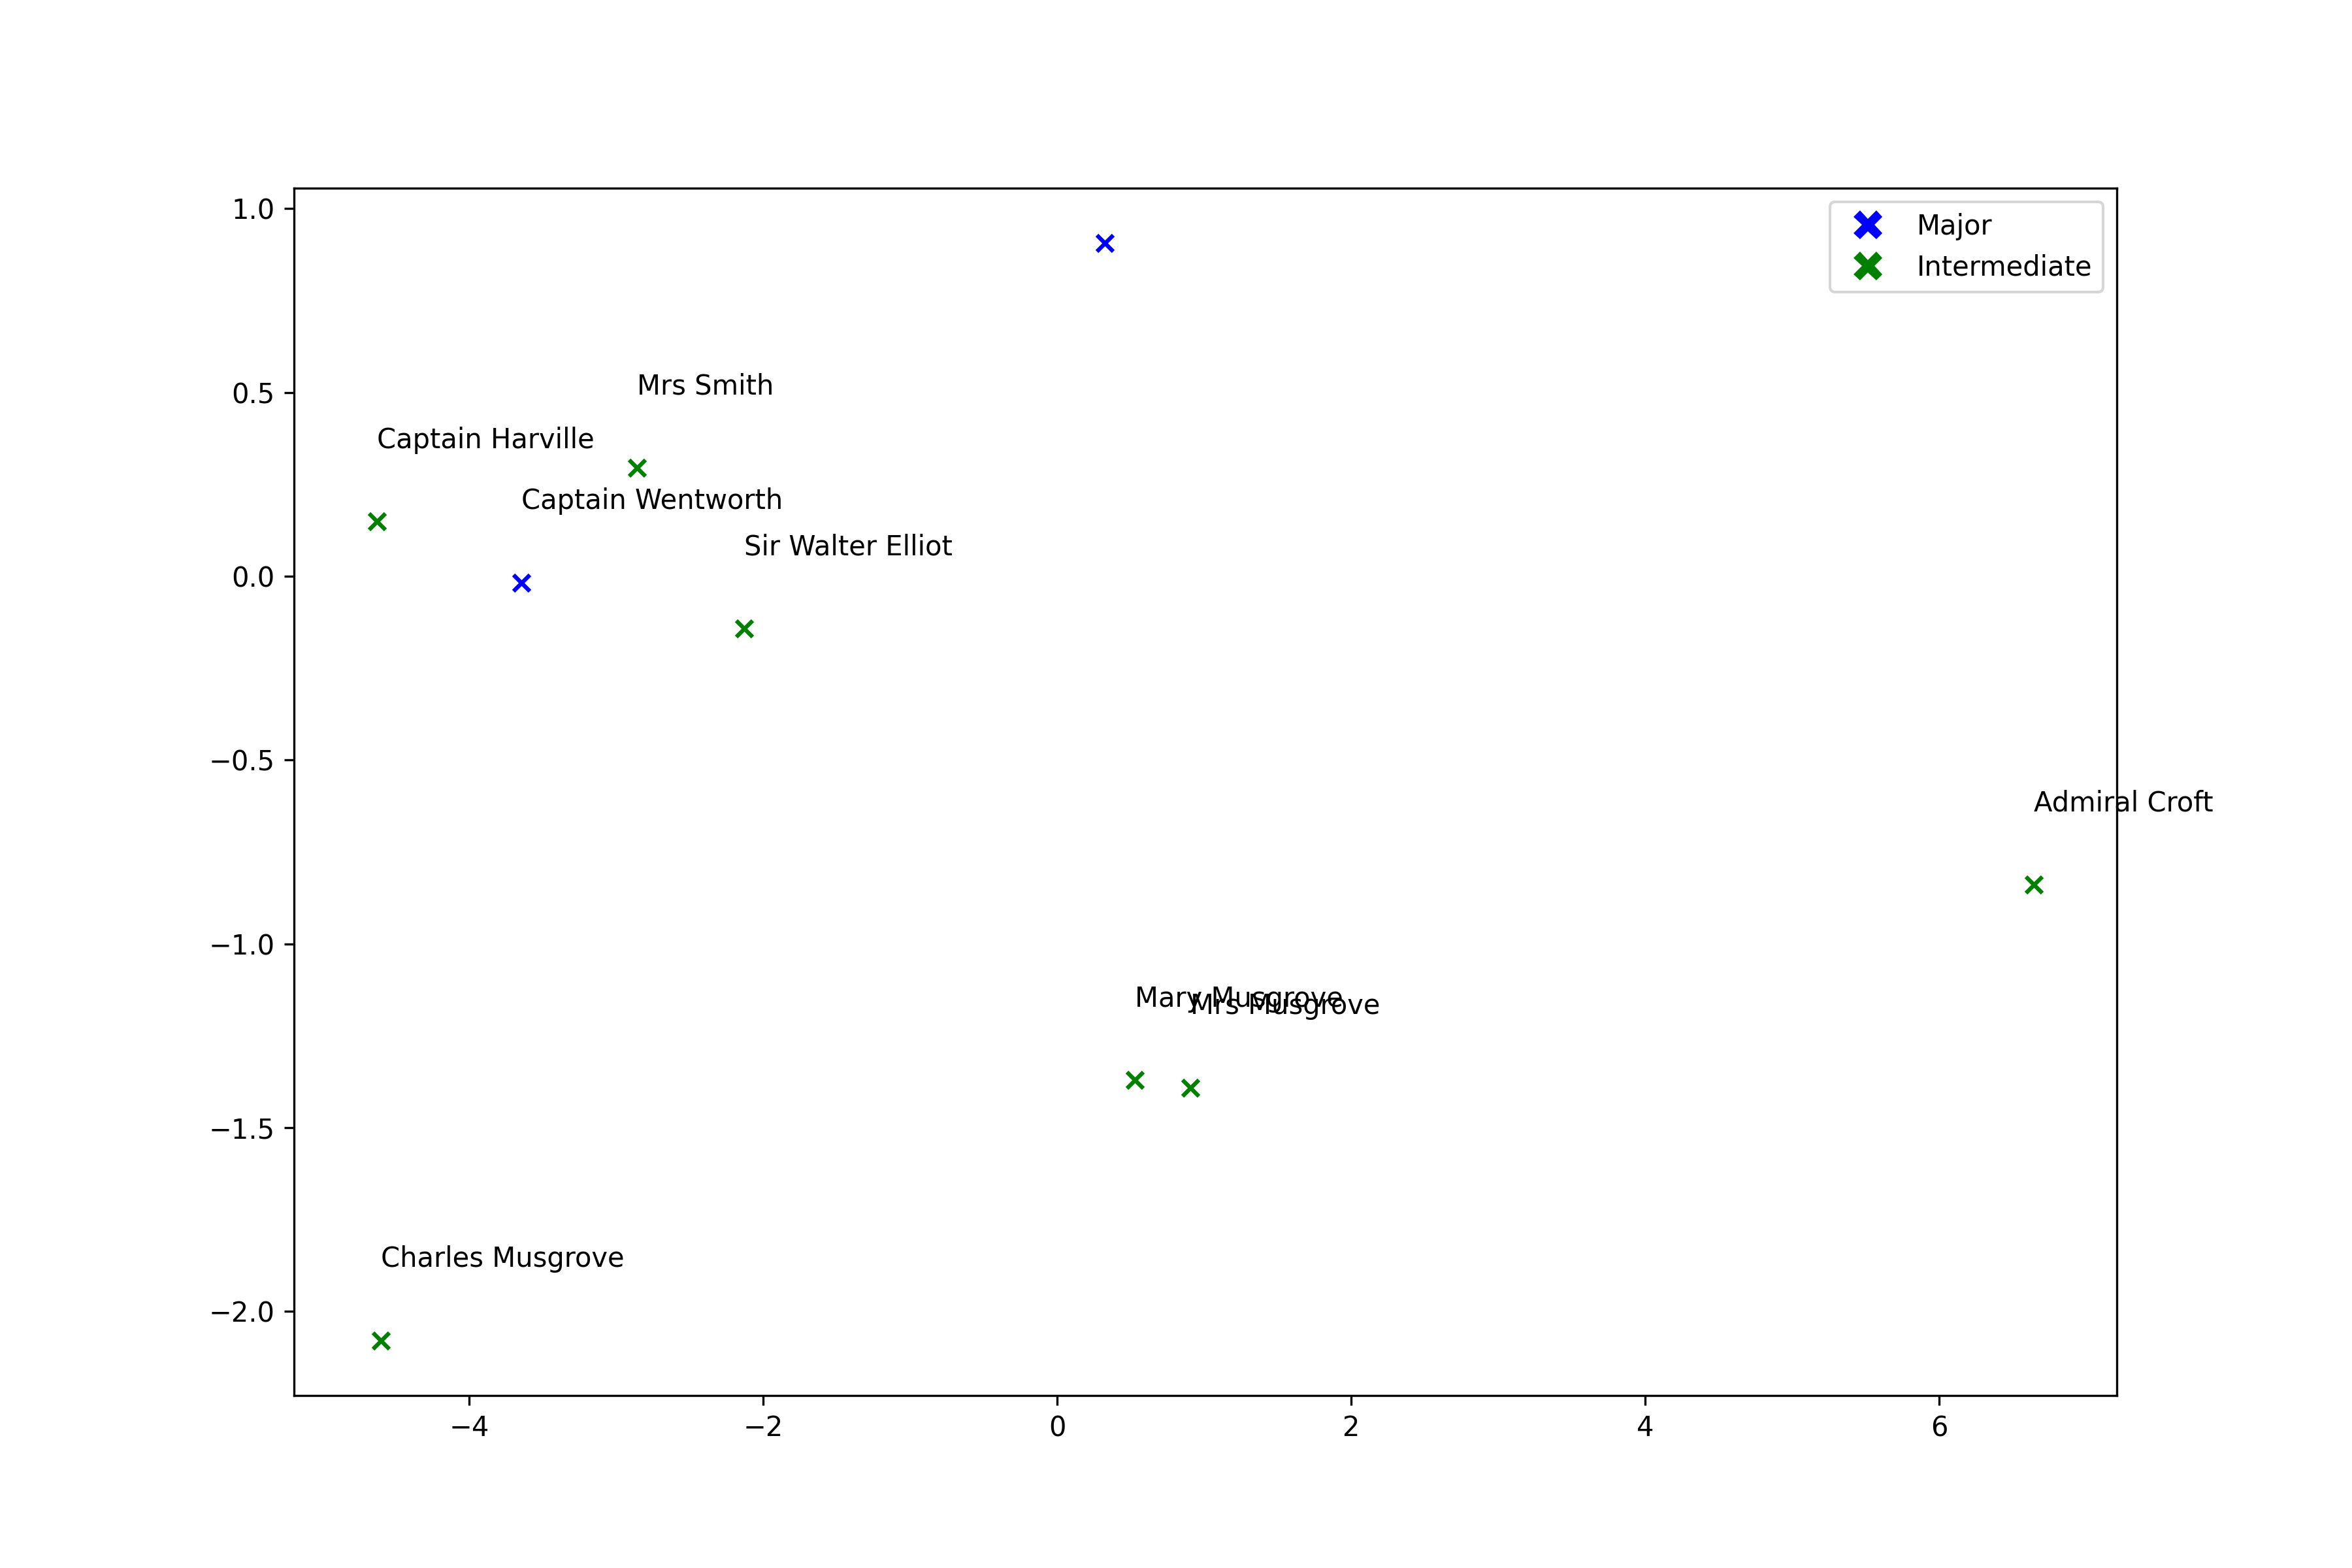 1.0
Major
Intermediate
0.5
Mrs Smith
Captain Harville
Captain Wentworth
Sir Walter Elliot
0.0
−0.5
Admiral Croft
−1.0
Mary Musgrove
Mrs Musgrove
−1.5
Charles Musgrove
−2.0
−4 −2 0 2 4 6